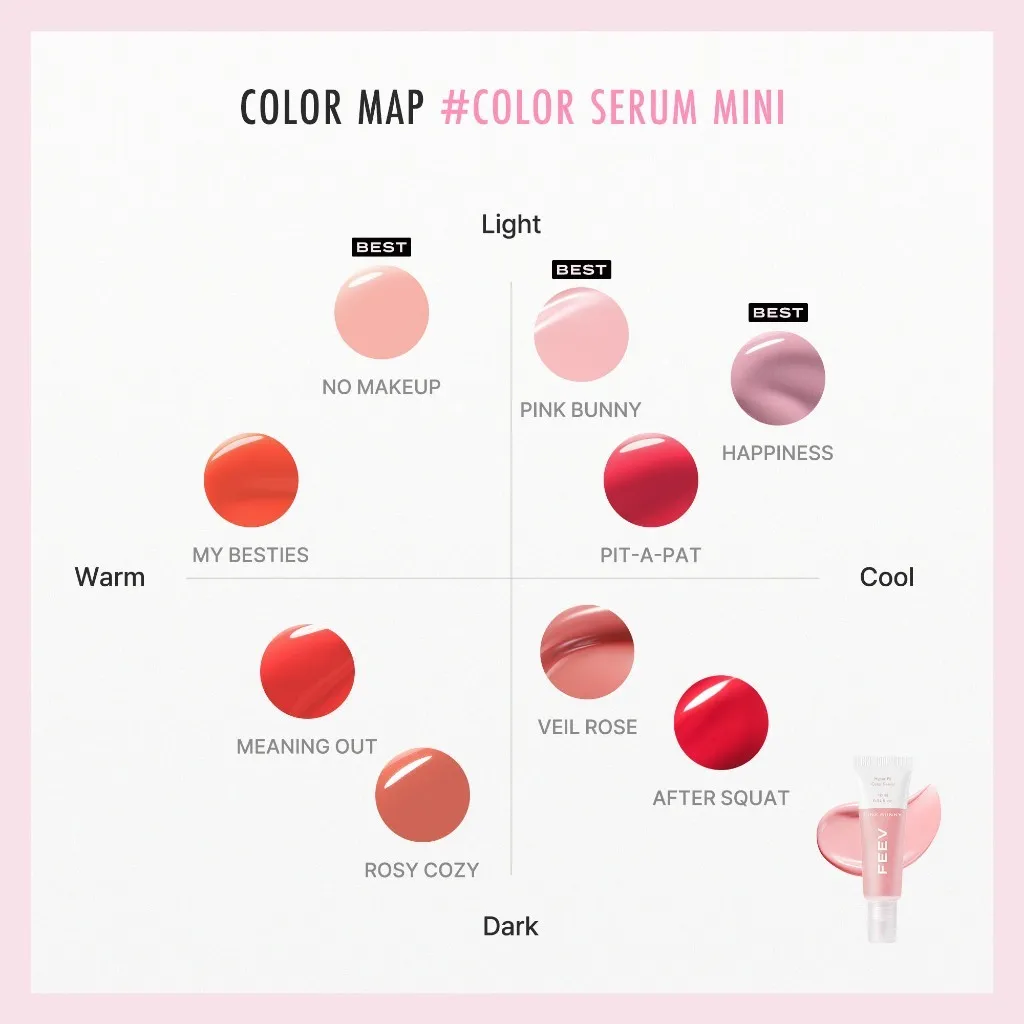 COLOR MAP #COLOR SERUM MINI
Light
BEST
BEST
BEST
NO MAKEUP
PINK BUNNY
HAPPINESS
MY BESTIES
PIT-A-PAT
Warm
Cool
MEANING OUT
VEIL ROSE
AFTER SQUAT
ROSY COZY
FEEV
Dark